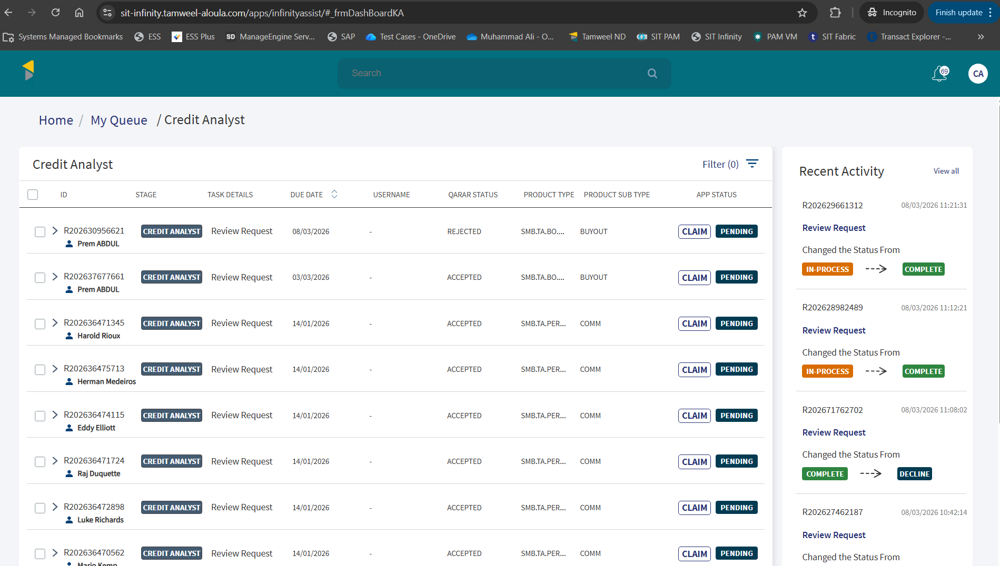 sit-infinity.tamweel-aloula.com/apps/infinityassist/#_frmDashBoardKA
Incognito
Finish update
Systems Managed Bookmarks
ESS
ESS Plus
SD ManageEngine Serv...
SAP
Test Cases - OneDrive
Muhammad Ali - O...
Tamweel ND
SIT PAM
SIT Infinity
PAM VM
t SIT Fabric
t Transact Explorer -...
Search
69
CA
Home / My Queue / Credit Analyst
Credit Analyst
Filter (0)
ID STAGE TASK DETAILS DUE DATE USERNAME QARAR STATUS PRODUCT TYPE PRODUCT SUB TYPE APP STATUS
R202630956621 CREDIT ANALYST Review Request 08/03/2026 - REJECTED SMB.TA.BO.... BUYOUT CLAIM PENDING
Prem ABDUL
R202637677661 CREDIT ANALYST Review Request 03/03/2026 - ACCEPTED SMB.TA.BO.... BUYOUT CLAIM PENDING
Prem ABDUL
R202636471345 CREDIT ANALYST Review Request 14/01/2026 - ACCEPTED SMB.TA.PER... COMM CLAIM PENDING
Harold Rioux
R202636475713 CREDIT ANALYST Review Request 14/01/2026 - ACCEPTED SMB.TA.PER... COMM CLAIM PENDING
Herman Medeiros
R202636474115 CREDIT ANALYST Review Request 14/01/2026 - ACCEPTED SMB.TA.PER... COMM CLAIM PENDING
Eddy Elliott
R202636471724 CREDIT ANALYST Review Request 14/01/2026 - ACCEPTED SMB.TA.PER... COMM CLAIM PENDING
Raj Duquette
R202636472898 CREDIT ANALYST Review Request 14/01/2026 - ACCEPTED SMB.TA.PER... COMM CLAIM PENDING
Luke Richards
R202636470562 CREDIT ANALYST Review Request 14/01/2026 - ACCEPTED SMB.TA.PER... COMM CLAIM PENDING
Mario Kemp
Recent Activity
View all
R202629661312 08/03/2026 11:21:31
Review Request
Changed the Status From
IN-PROCESS COMPLETE
R202628982489 08/03/2026 11:12:21
Review Request
Changed the Status From
IN-PROCESS COMPLETE
R202671762702 08/03/2026 11:08:02
Review Request
Changed the Status From
COMPLETE DECLINE
R202627462187 08/03/2026 10:42:14
Review Request
Changed the Status From